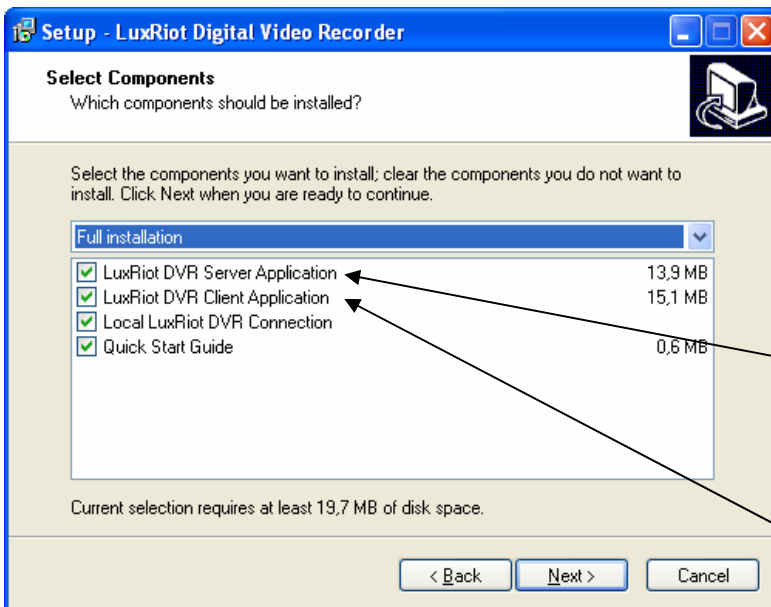 Setup - LuxRiot Digital Video Recorder
Select Components
Which components should be installed?
Select the components you want to install; clear the components you do not want to
install. Click Next when you are ready to continue.
Full installation
LuxRiot DVR Server Application 13,9 MB
LuxRiot DVR Client Application 15,1 MB
Local LuxRiot DVR Connection
Quick Start Guide 0,6 MB
Current selection requires at least 19,7 MB of disk space.
< Back Next > Cancel